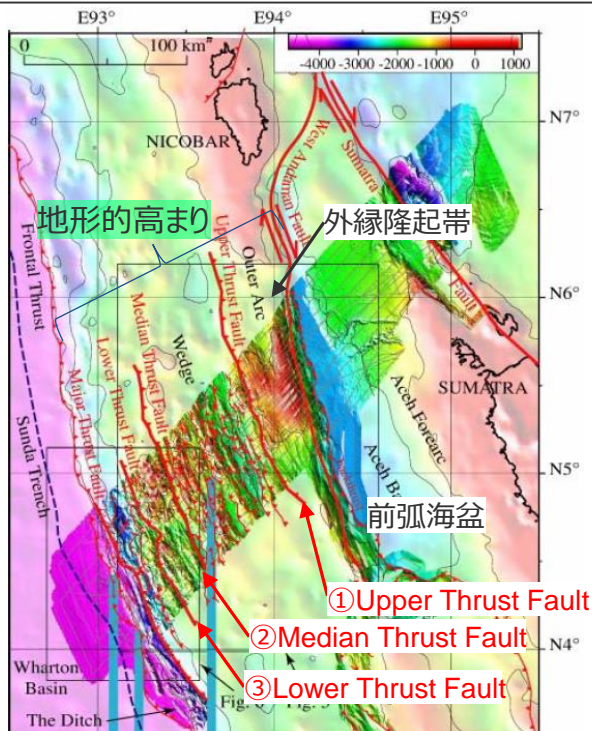 E93° E94° E95°
0 100 km
-4000 -3000 -2000 -1000 0 1000
N7°
NICOBAR
West Andaman Fault
Sumatra
Fault
地形的高まり
外縁隆起帯
Frontal Thrust
Upper Thrust Fault
Outer Arc
N6°
Median Thrust Fault
Wedge
Lower Thrust Fault
Major Thrust Fault
SUMATRA
Aceh Forearc
Sunda Trench
N5°
Aceh Ba
前弧海盆
①Upper Thrust Fault
②Median Thrust Fault
N4°
③Lower Thrust Fault
Wharton
Basin
The Ditch